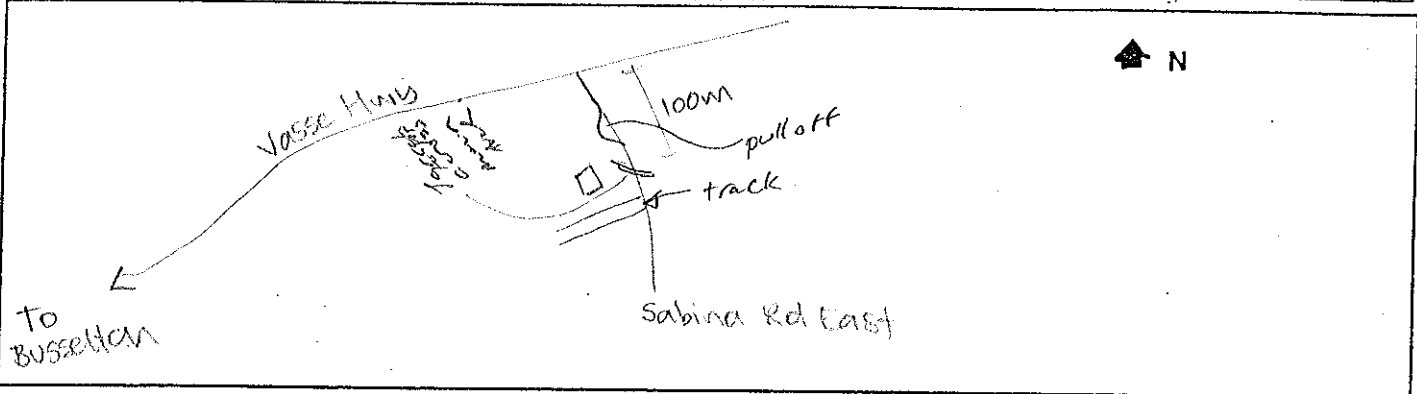 N
Vasse Hwy
100m
pull off
track
Sabina Rd East
To
Busselton